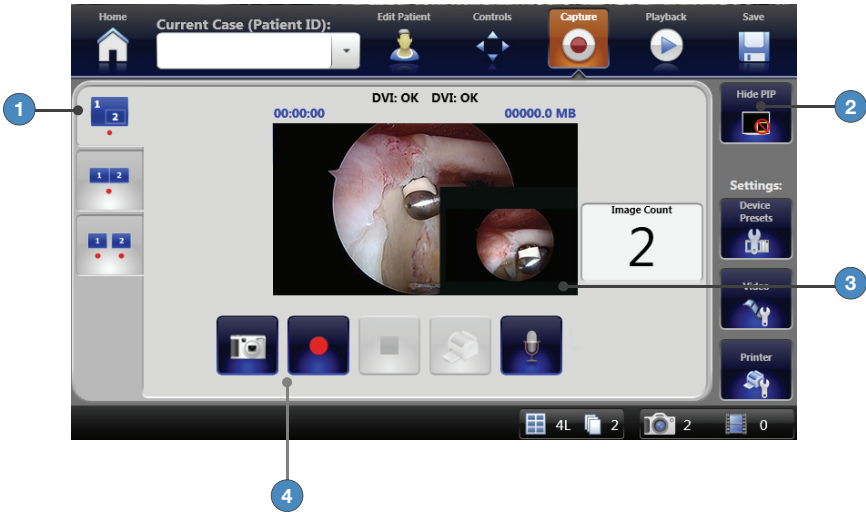 Home
Current Case (Patient ID):
Edit Patient
Controls
Capture
Playback
Save
1
1
2
DVI: OK DVI: OK
00:00:00
00000.0 MB
Hide PIP
2
1 2
Settings:
Device
Presets
Image Count
2
1 2
Video
3
Printer
4L
2
2
0
4